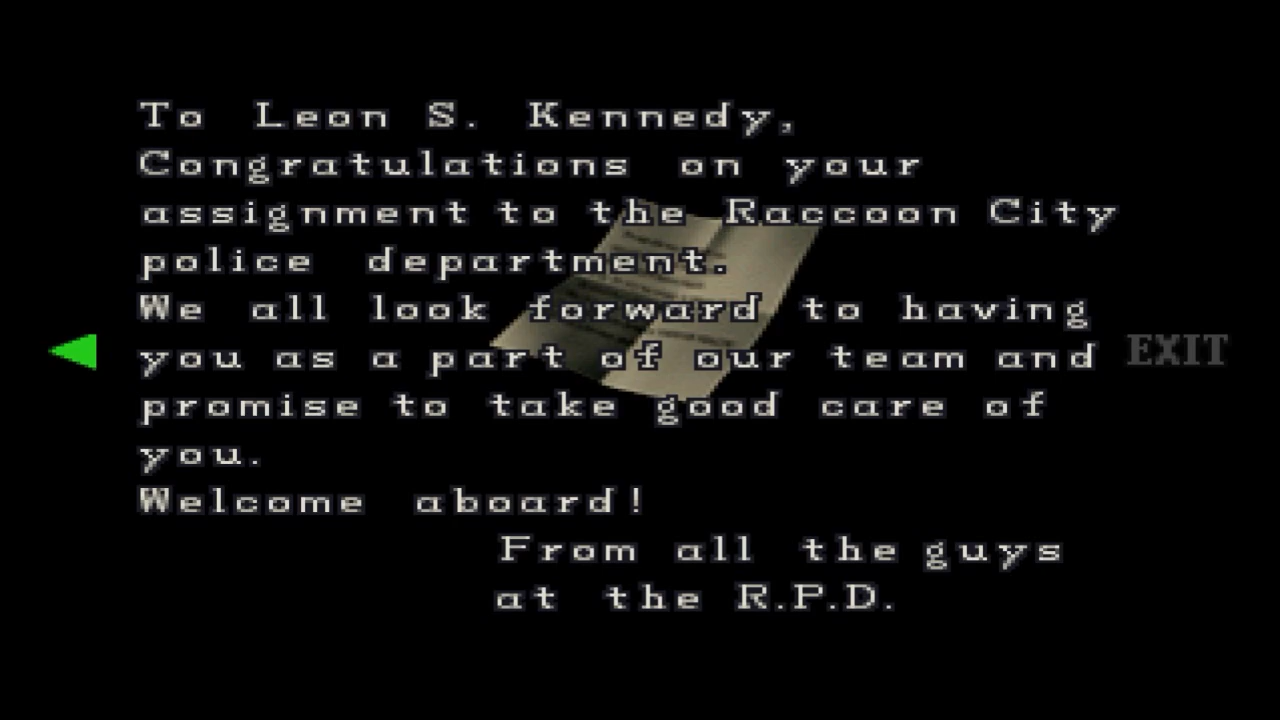 To Leon S. Kennedy,
Congratulations on your
assignment to the Raccoon City
police department.
We all look forward to having
you as a part of our team and
promise to take good care of
you.
Welcome aboard!
From all the guys
at the R.P.D.
EXIT